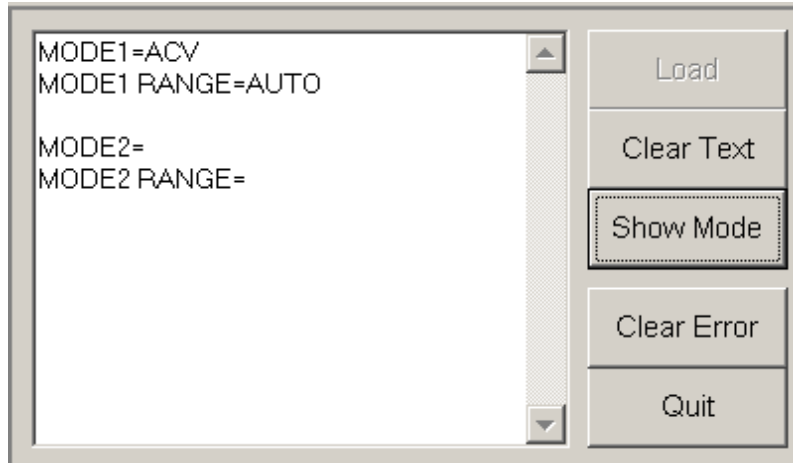 MODE1=ACV
MODE1 RANGE=AUTO
MODE2=
MODE2 RANGE=
Load
Clear Text
Show Mode
Clear Error
Quit